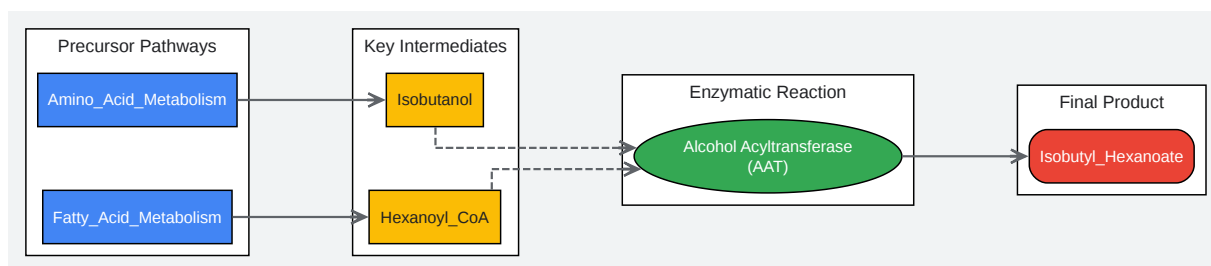 Precursor Pathways
Amino_Acid_Metabolism
Fatty_Acid_Metabolism
Key Intermediates
Isobutanol
Hexanoyl_CoA
Enzymatic Reaction
Alcohol Acyltransferase
(AAT)
Final Product
Isobutyl_Hexanoate